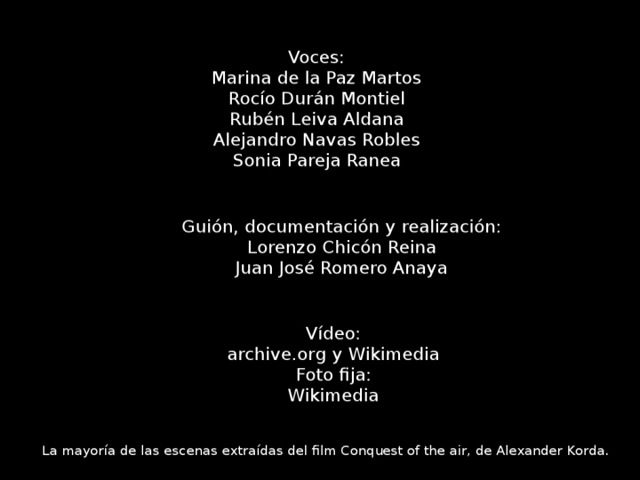 Voces:
Marina de la Paz Martos
Rocío Durán Montiel
Rubén Leiva Aldana
Alejandro Navas Robles
Sonia Pareja Ranea
Guión, documentación y realización:
Lorenzo Chicón Reina
Juan José Romero Anaya
Vídeo:
archive.org y Wikimedia
Foto fija:
Wikimedia
La mayoría de las escenas extraídas del film Conquest of the air, de Alexander Korda.